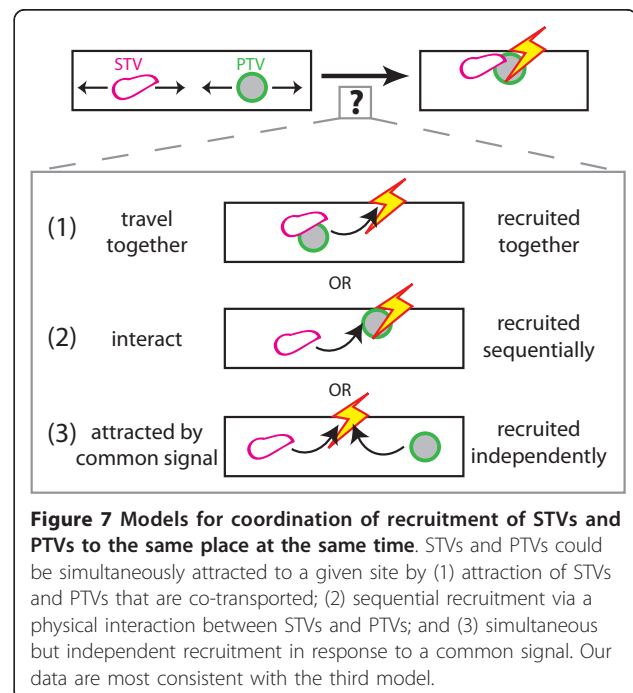 STV PTV
?
(1) travel together recruited together
OR
(2) interact recruited sequentially
OR
(3) attracted by common signal recruited independently
Figure 7 Models for coordination of recruitment of STVs and
PTVs to the same place at the same time. STVs and PTVs could
be simultaneously attracted to a given site by (1) attraction of STVs
and PTVs that are co-transported; (2) sequential recruitment via a
physical interaction between STVs and PTVs; and (3) simultaneous
but independent recruitment in response to a common signal. Our
data are most consistent with the third model.